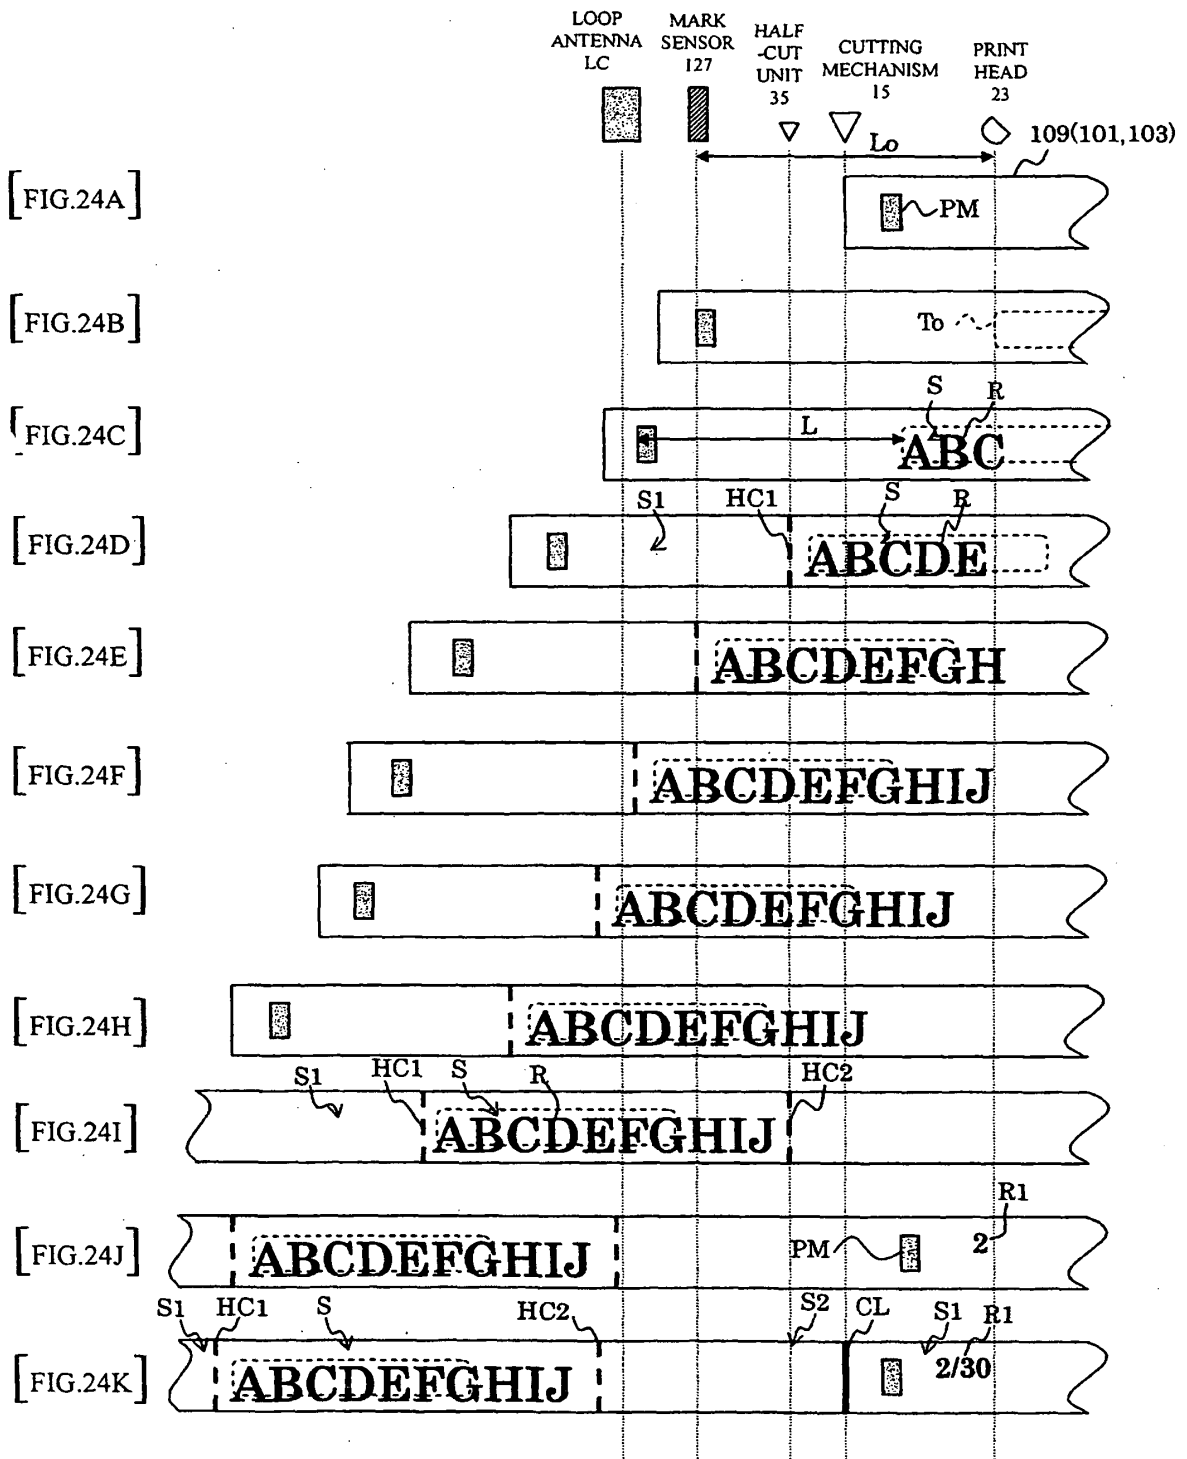 LOOP
ANTENNA
LC
MARK
SENSOR
127
HALF
-CUT
UNIT
35
CUTTING
MECHANISM
15
PRINT
HEAD
23
Lo
109(101,103)
[FIG.24A]
PM
[FIG.24B]
To
[FIG.24C]
L
S
R
ABC
[FIG.24D]
S1
HC1
S
R
ABCDE
[FIG.24E]
ABCDEFGH
[FIG.24F]
ABCDEFGHIJ
[FIG.24G]
ABCDEFGHIJ
[FIG.24H]
ABCDEFGHIJ
[FIG.24I]
S1
HC1
S
R
HC2
ABCDEFGHIJ
[FIG.24J]
ABCDEFGHIJ
PM
2
R1
[FIG.24K]
S1
HC1
S
HC2
S2
CL
S1
R1
ABCDEFGHIJ
2/30